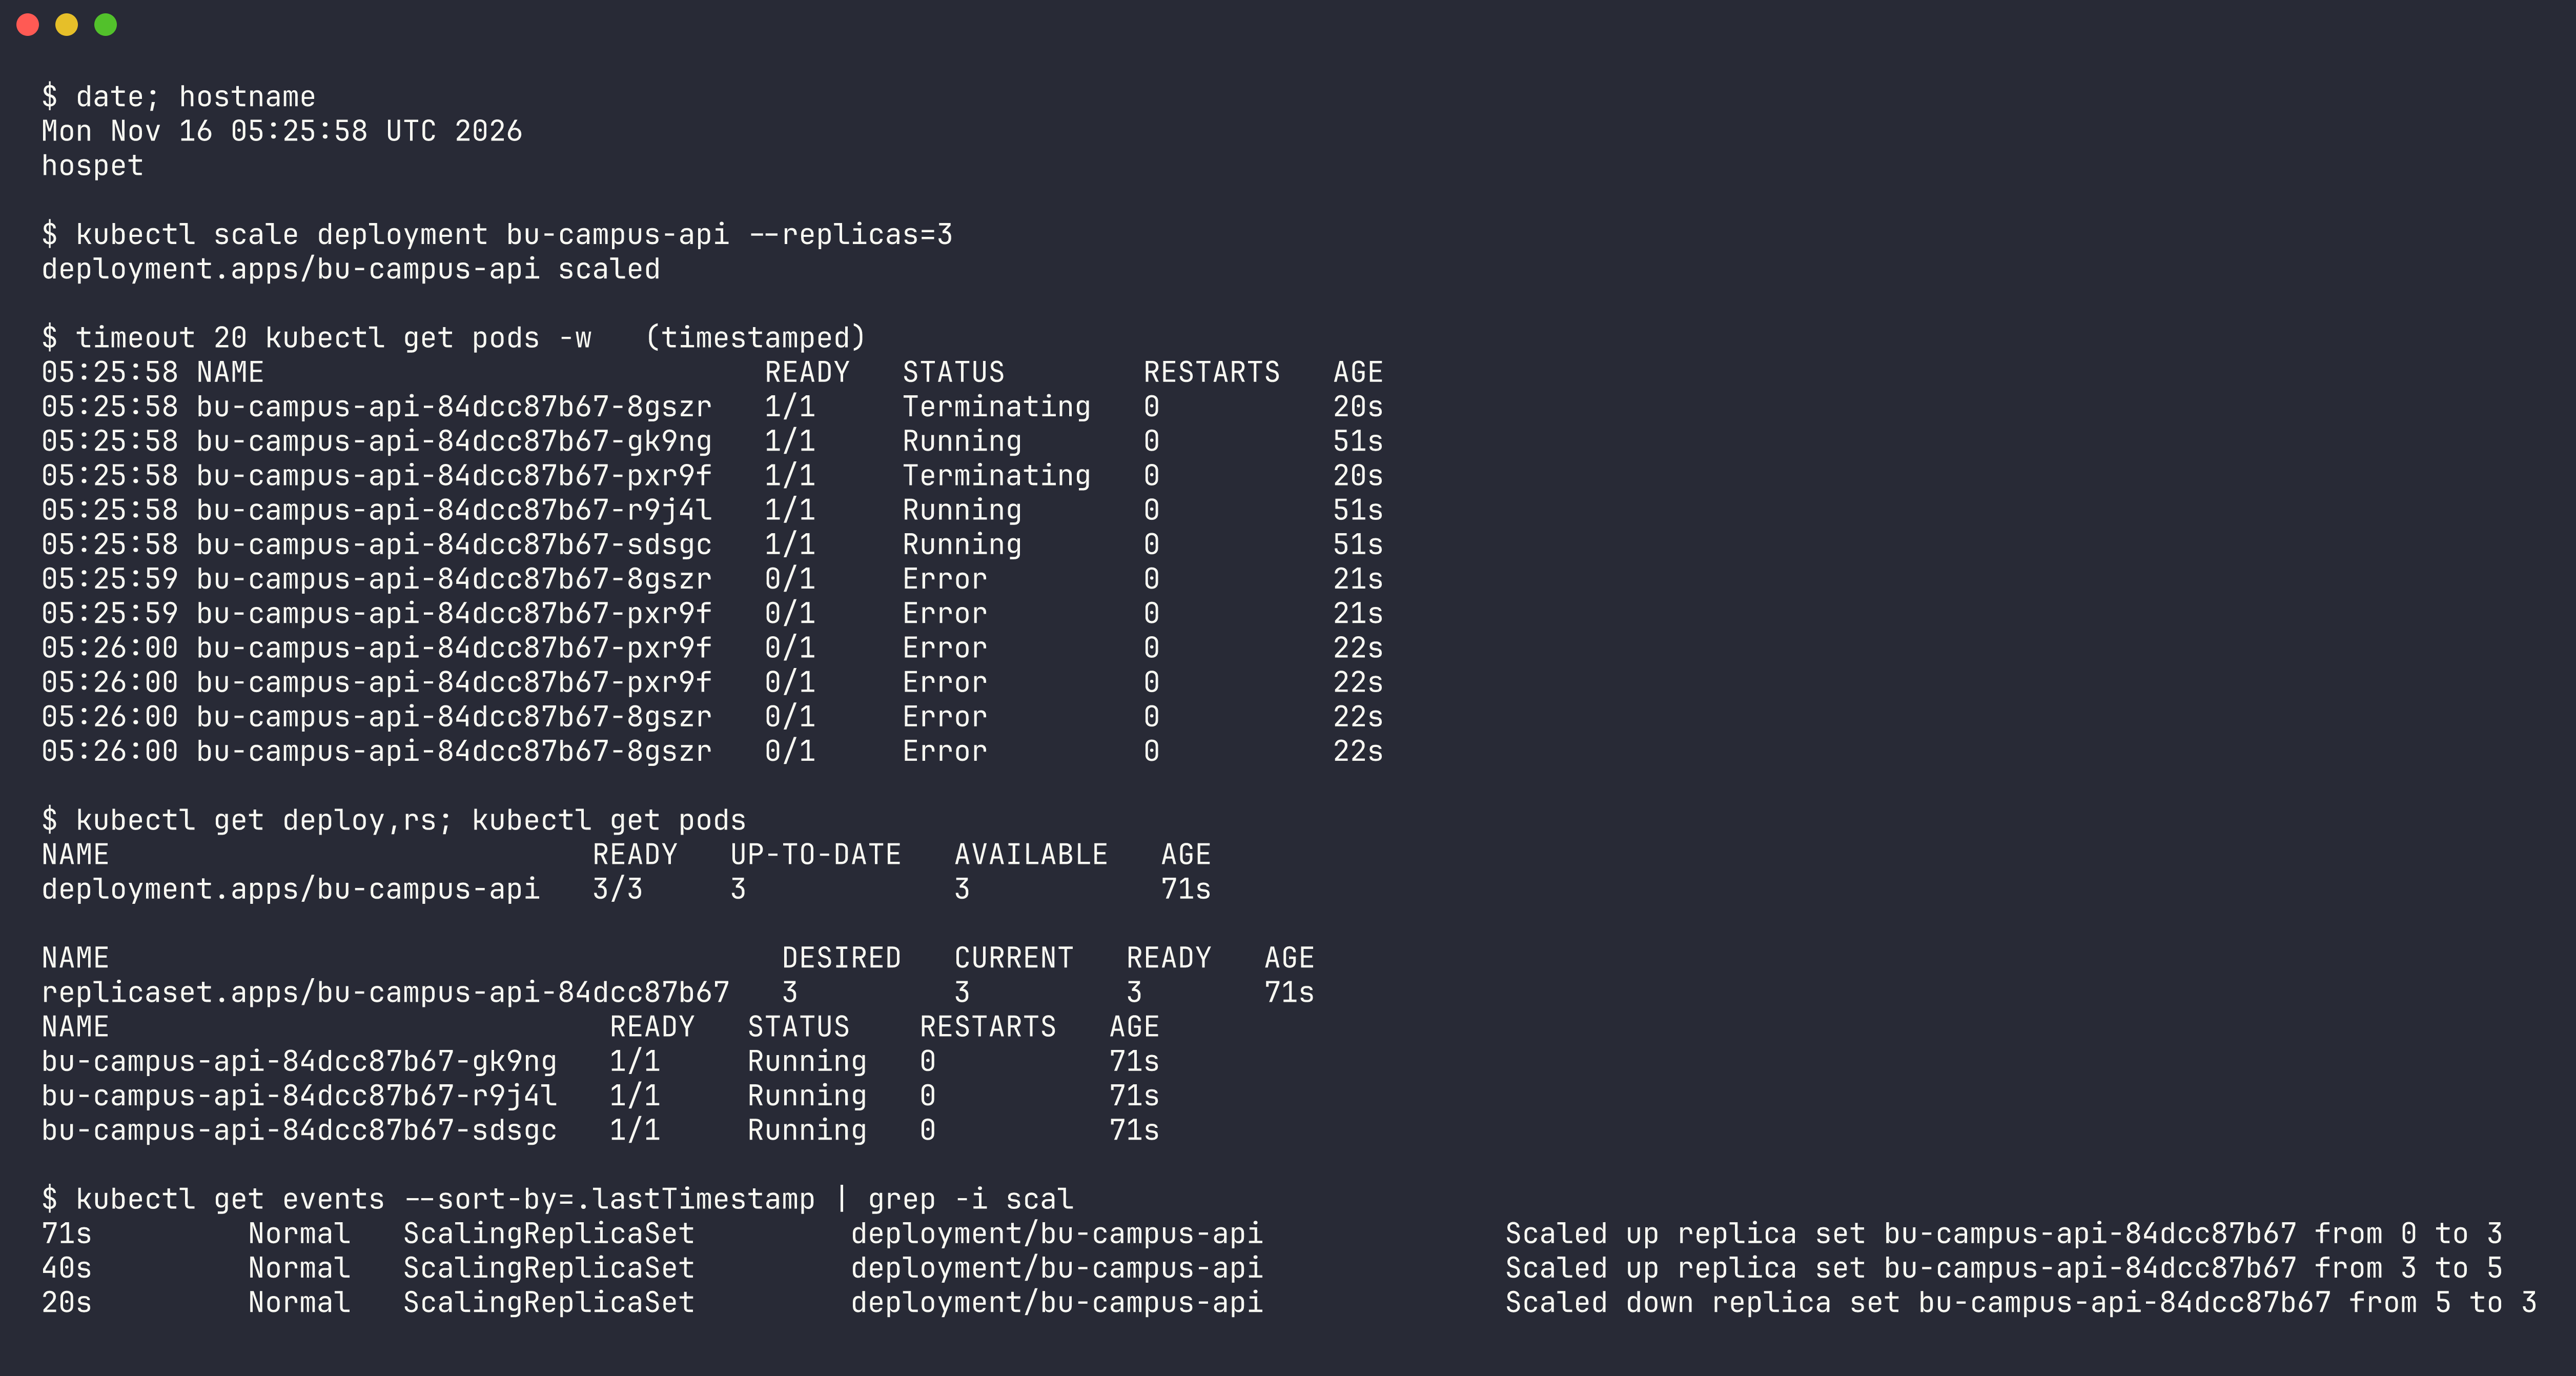 $ date; hostname
Mon Nov 16 05:25:58 UTC 2026
hospet

$ kubectl scale deployment bu-campus-api --replicas=3
deployment.apps/bu-campus-api scaled

$ timeout 20 kubectl get pods -w   (timestamped)
05:25:58 NAME                             READY   STATUS        RESTARTS   AGE
05:25:58 bu-campus-api-84dcc87b67-8gszr   1/1     Terminating   0          20s
05:25:58 bu-campus-api-84dcc87b67-gk9ng   1/1     Running       0          51s
05:25:58 bu-campus-api-84dcc87b67-pxr9f   1/1     Terminating   0          20s
05:25:58 bu-campus-api-84dcc87b67-r9j4l   1/1     Running       0          51s
05:25:58 bu-campus-api-84dcc87b67-sdsgc   1/1     Running       0          51s
05:25:59 bu-campus-api-84dcc87b67-8gszr   0/1     Error         0          21s
05:25:59 bu-campus-api-84dcc87b67-pxr9f   0/1     Error         0          21s
05:26:00 bu-campus-api-84dcc87b67-pxr9f   0/1     Error         0          22s
05:26:00 bu-campus-api-84dcc87b67-pxr9f   0/1     Error         0          22s
05:26:00 bu-campus-api-84dcc87b67-8gszr   0/1     Error         0          22s
05:26:00 bu-campus-api-84dcc87b67-8gszr   0/1     Error         0          22s

$ kubectl get deploy,rs; kubectl get pods
NAME                            READY   UP-TO-DATE   AVAILABLE   AGE
deployment.apps/bu-campus-api   3/3     3            3           71s

NAME                                       DESIRED   CURRENT   READY   AGE
replicaset.apps/bu-campus-api-84dcc87b67   3         3         3       71s
NAME                             READY   STATUS    RESTARTS   AGE
bu-campus-api-84dcc87b67-gk9ng   1/1     Running   0          71s
bu-campus-api-84dcc87b67-r9j4l   1/1     Running   0          71s
bu-campus-api-84dcc87b67-sdsgc   1/1     Running   0          71s

$ kubectl get events --sort-by=.lastTimestamp | grep -i scal
71s         Normal   ScalingReplicaSet         deployment/bu-campus-api              Scaled up replica set bu-campus-api-84dcc87b67 from 0 to 3
40s         Normal   ScalingReplicaSet         deployment/bu-campus-api              Scaled up replica set bu-campus-api-84dcc87b67 from 3 to 5
20s         Normal   ScalingReplicaSet         deployment/bu-campus-api              Scaled down replica set bu-campus-api-84dcc87b67 from 5 to 3